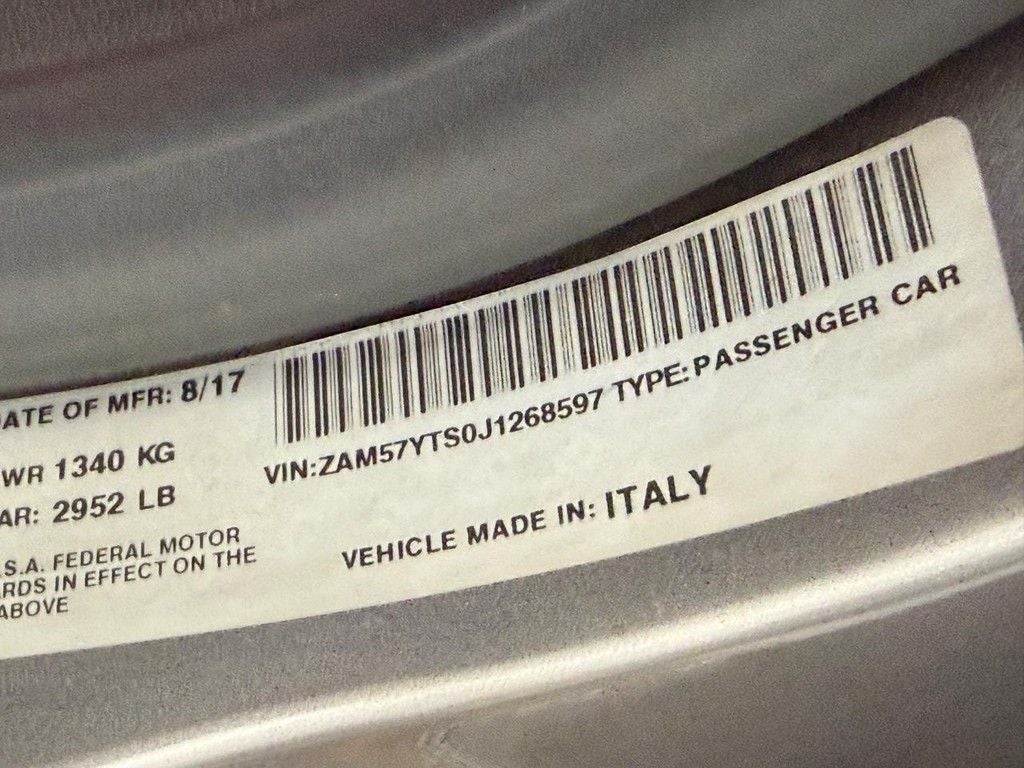 ATE OF MFR: 8/17
WR 1340 KG
AR: 2952 LB
VIN:ZAM57YTS0J1268597 TYPE:PASSENGER CAR
VEHICLE MADE IN: ITALY
.S.A. FEDERAL MOTOR
RDS IN EFFECT ON THE
ABOVE